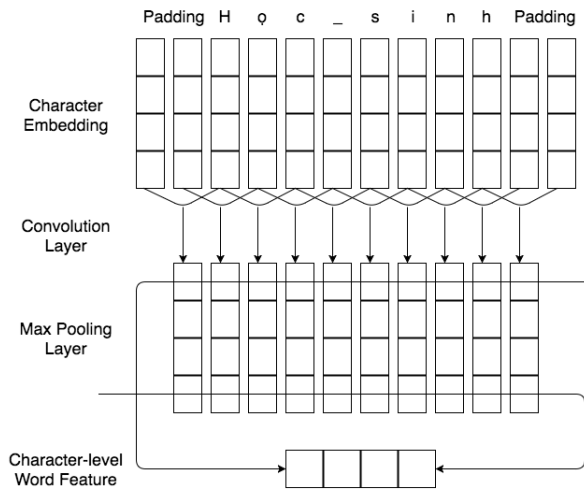 Padding H ọ c _ s i n h Padding
Character
Embedding
Convolution
Layer
Max Pooling
Layer
Character-level
Word Feature